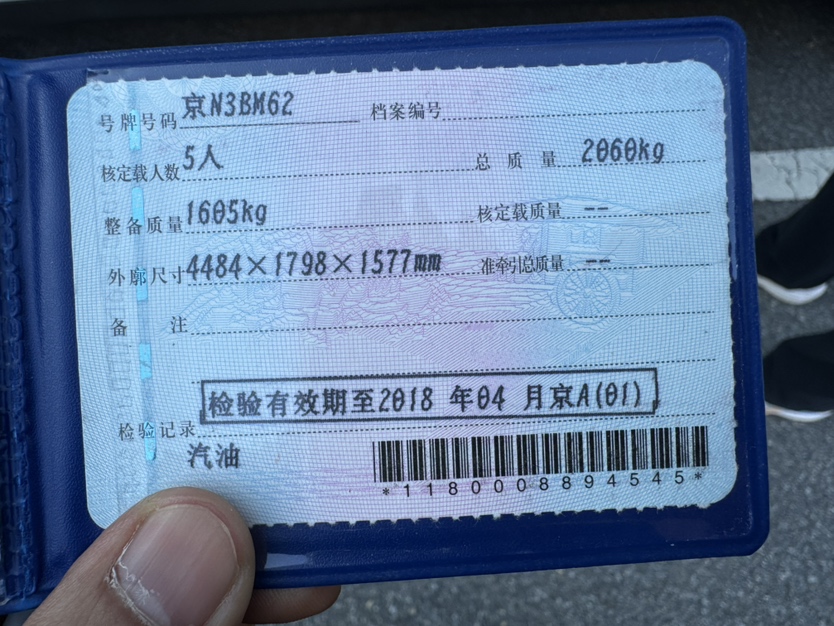 号牌号码 京N3BM62 档案编号
核定载人数 5人 总质量 2060kg
整备质量 1605kg 核定载质量 --
外廓尺寸 4484×1798×1577mm 准牵引总质量 --
备注
检验有效期至2018 年04 月京A(01)
检验记录
汽油
*1180008894545*